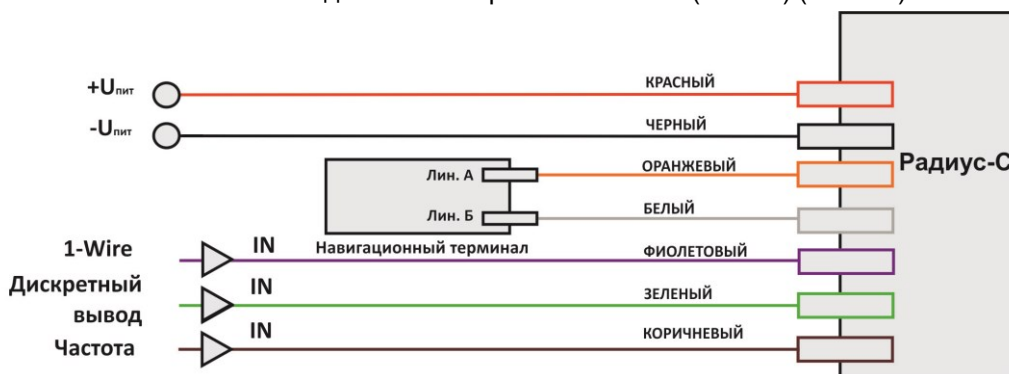 +Uпит
КРАСНЫЙ
-Uпит
ЧЕРНЫЙ
Лин. А
ОРАНЖЕВЫЙ
Радиус-С
Лин. Б
БЕЛЫЙ
Навигационный терминал
1-Wire
IN
ФИОЛЕТОВЫЙ
Дискретный
вывод
IN
ЗЕЛЕНЫЙ
Частота
IN
КОРИЧНЕВЫЙ